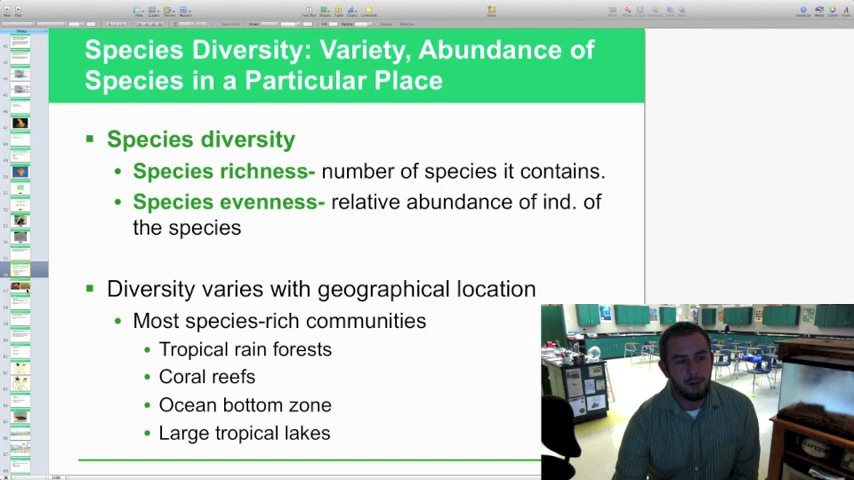 Species Diversity: Variety, Abundance of
Species in a Particular Place
▪ Species diversity
• Species richness- number of species it contains.
• Species evenness- relative abundance of ind. of
the species
▪ Diversity varies with geographical location
• Most species-rich communities
• Tropical rain forests
• Coral reefs
• Ocean bottom zone
• Large tropical lakes